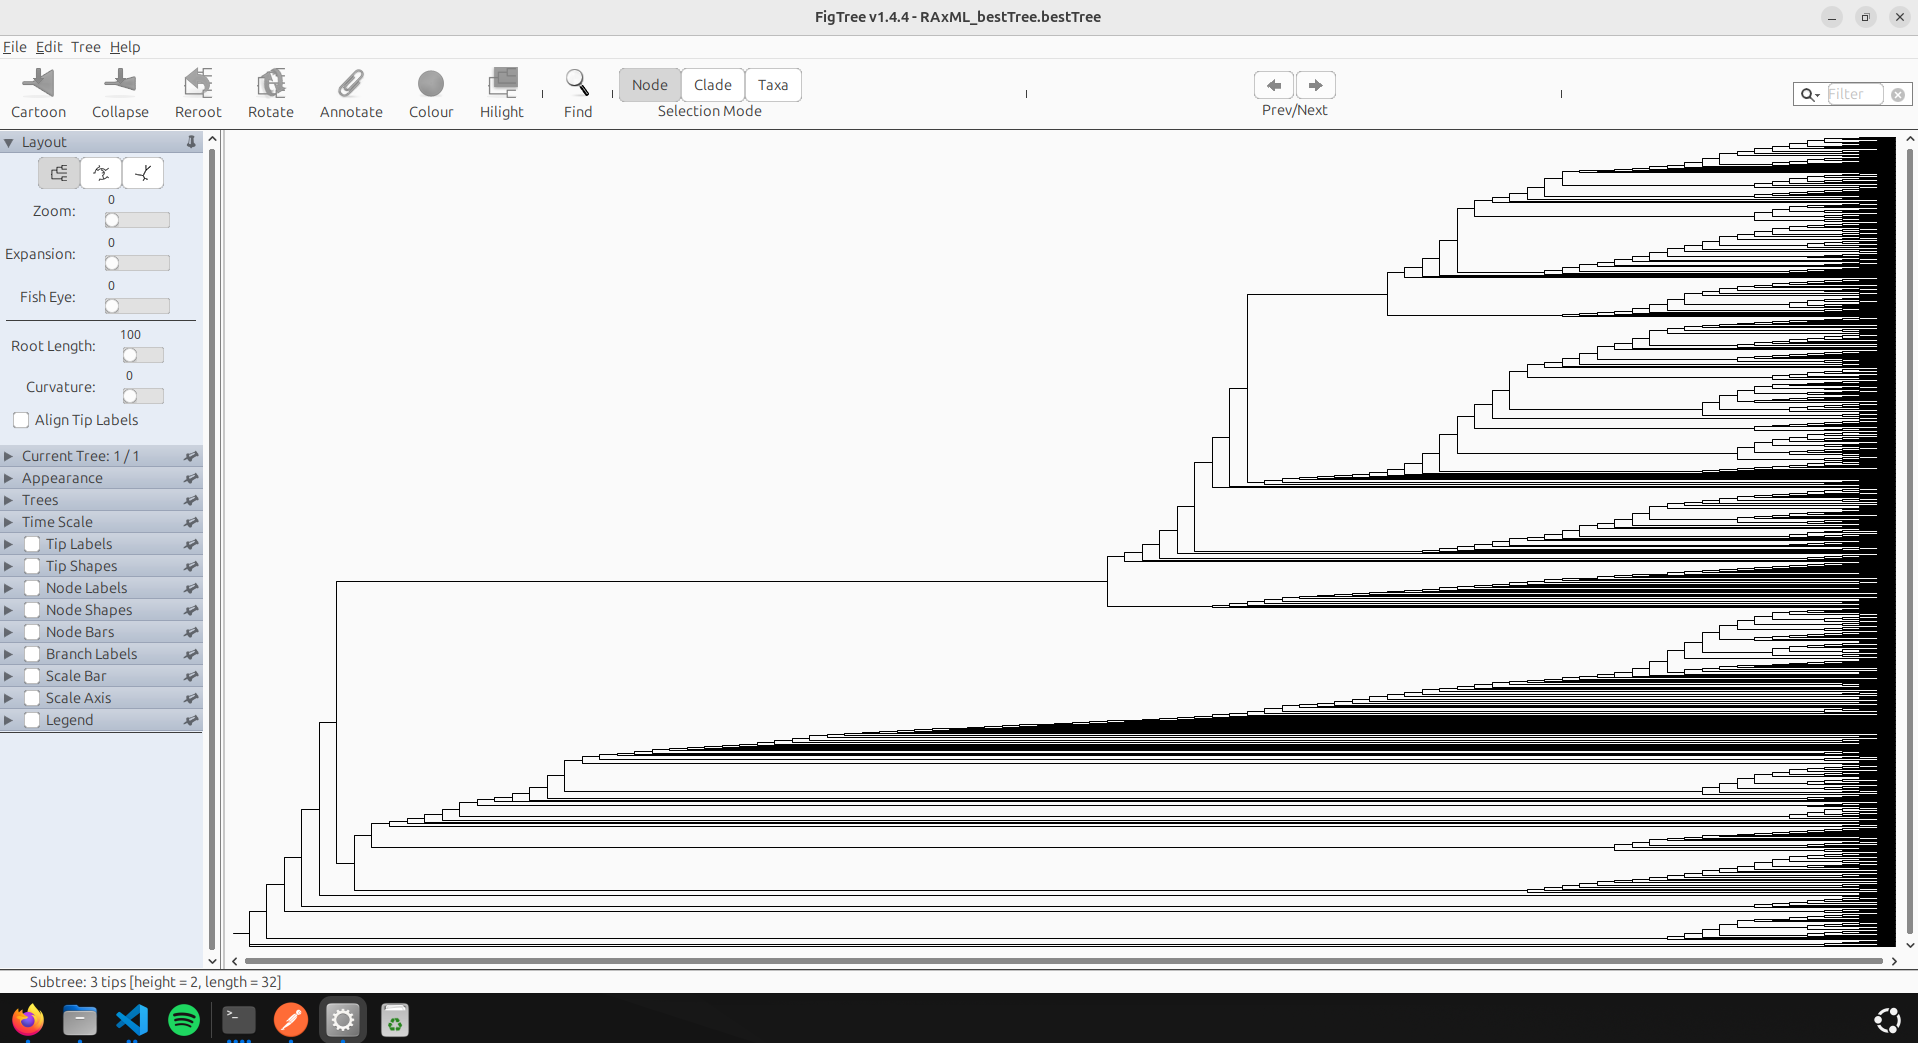 FigTree v1.4.4 - RAxML_bestTree.bestTree
File Edit Tree Help
Cartoon Collapse Reroot Rotate Annotate Colour Hilight Find
Node Clade Taxa
Selection Mode
Prev/Next
Filter
Layout
0
Zoom:
0
Expansion:
0
Fish Eye:
100
Root Length:
0
Curvature:
Align Tip Labels
Current Tree: 1 / 1
Appearance
Trees
Time Scale
Tip Labels
Tip Shapes
Node Labels
Node Shapes
Node Bars
Branch Labels
Scale Bar
Scale Axis
Legend
Subtree: 3 tips [height = 2, length = 32]